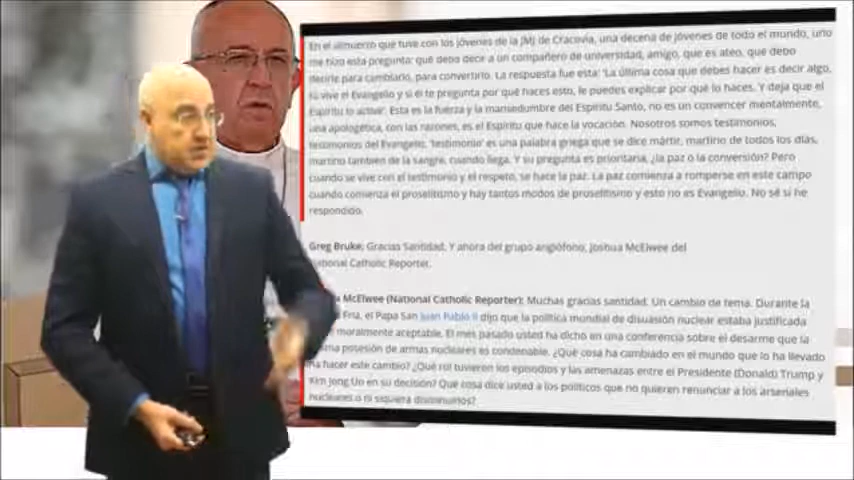 En el almuerzo que tuve con los jóvenes de la JMJ de Cracovia, una decena de jóvenes de todo el mundo, uno
me hizo esta pregunta: qué debo decir a un compañero de universidad, amigo, que es ateo, qué debo
decirle para cambiarlo, para convertirlo. La respuesta fue esta: 'La última cosa que debes hacer es decir algo,
tú vive el Evangelio y si él te pregunta por qué haces esto, le puedes explicar por qué lo haces. Y deja que el
Espíritu lo active'. Esta es la fuerza y la mansedumbre del Espíritu Santo, no es un convencer mentalmente,
una apologética, con las razones, es el Espíritu que hace la vocación. Nosotros somos testimonios,
testimonios del Evangelio, 'testimonio' es una palabra griega que se dice mártir, martirio de todos los días,
martirio también de la sangre, cuando llega. Y su pregunta es prioritaria, ¿la paz o la conversión? Pero
cuando se vive con el testimonio y el respeto, se hace la paz. La paz comienza a romperse en este campo
cuando comienza el proselitismo y hay tantos modos de proselitismo y esto no es Evangelio. No sé si he
respondido.
Greg Bruke: Gracias Santidad. Y ahora del grupo anglófono, Joshua McElwee del
National Catholic Reporter.
McElwee (National Catholic Reporter): Muchas gracias santidad. Un cambio de tema. Durante la
Fría, el Papa San Juan Pablo II dijo que la política mundial de disuasión nuclear estaba justificada
moralmente aceptable. El mes pasado usted ha dicho en una conferencia sobre el desarme que la
posesión de armas nucleares es condenable. ¿Qué cosa ha cambiado en el mundo que lo ha llevado
ha hacer este cambio? ¿Qué rol tuvieron los episodios y las amenazas entre el Presidente (Donald) Trump y
Kim Jong Un en su decisión? Qué cosa dice usted a los políticos que no quieren renunciar a los arsenales
nucleares o ni siquiera disminuirlos?